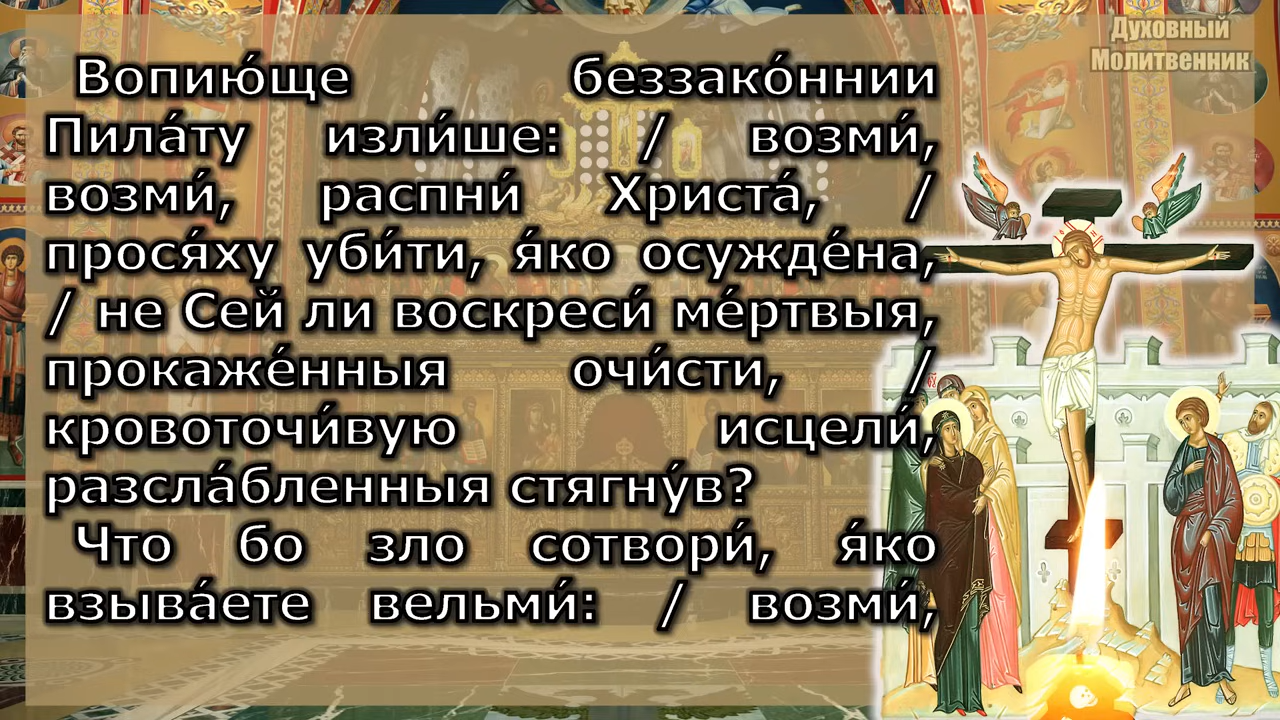 Духовный
Молитвенник
Вопию́ще беззако́ннии
Пила́ту изли́ше: / возми́,
возми́, распни́ Христа́, /
прося́ху уби́ти, я́ко осужде́на,
/ не Сей ли воскреси́ ме́ртвыя,
прокаже́нныя очи́сти, /
кровоточи́вую исцели́,
разсла́бленныя стягну́в?
Что бо зло сотвори́, я́ко
взыва́ете вельми́: / возми́,